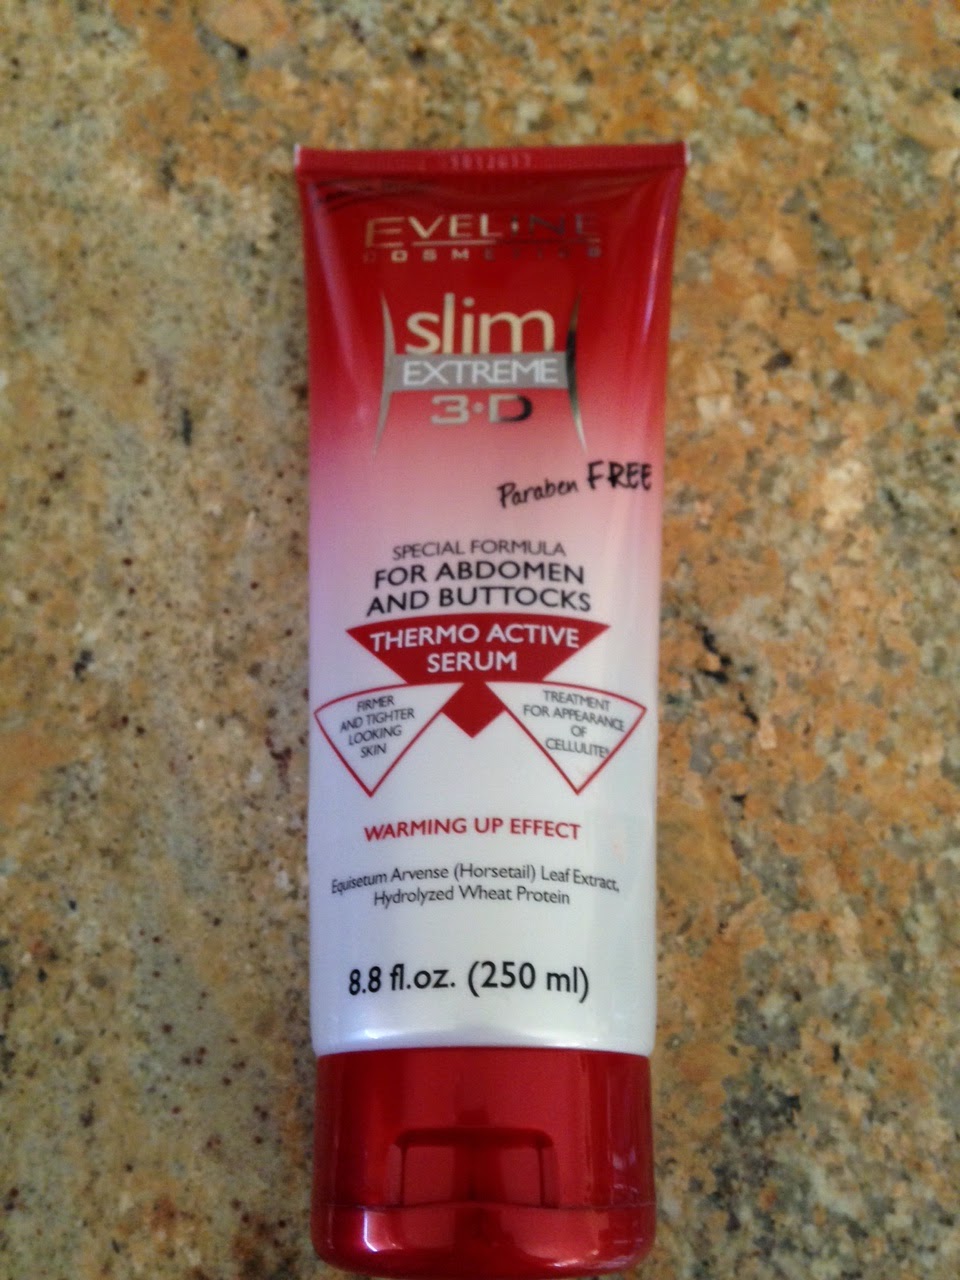 EVELINE
COSMETICS
slim
EXTREME
3·D
Paraben FREE
SPECIAL FORMULA
FOR ABDOMEN
AND BUTTOCKS
THERMO ACTIVE
SERUM
FIRMER
AND TIGHTER
LOOKING
SKIN
TREATMENT
FOR APPEARANCE
OF
CELLULITE*
WARMING UP EFFECT
Equisetum Arvense (Horsetail) Leaf Extract,
Hydrolyzed Wheat Protein
8.8 fl.oz. (250 ml)